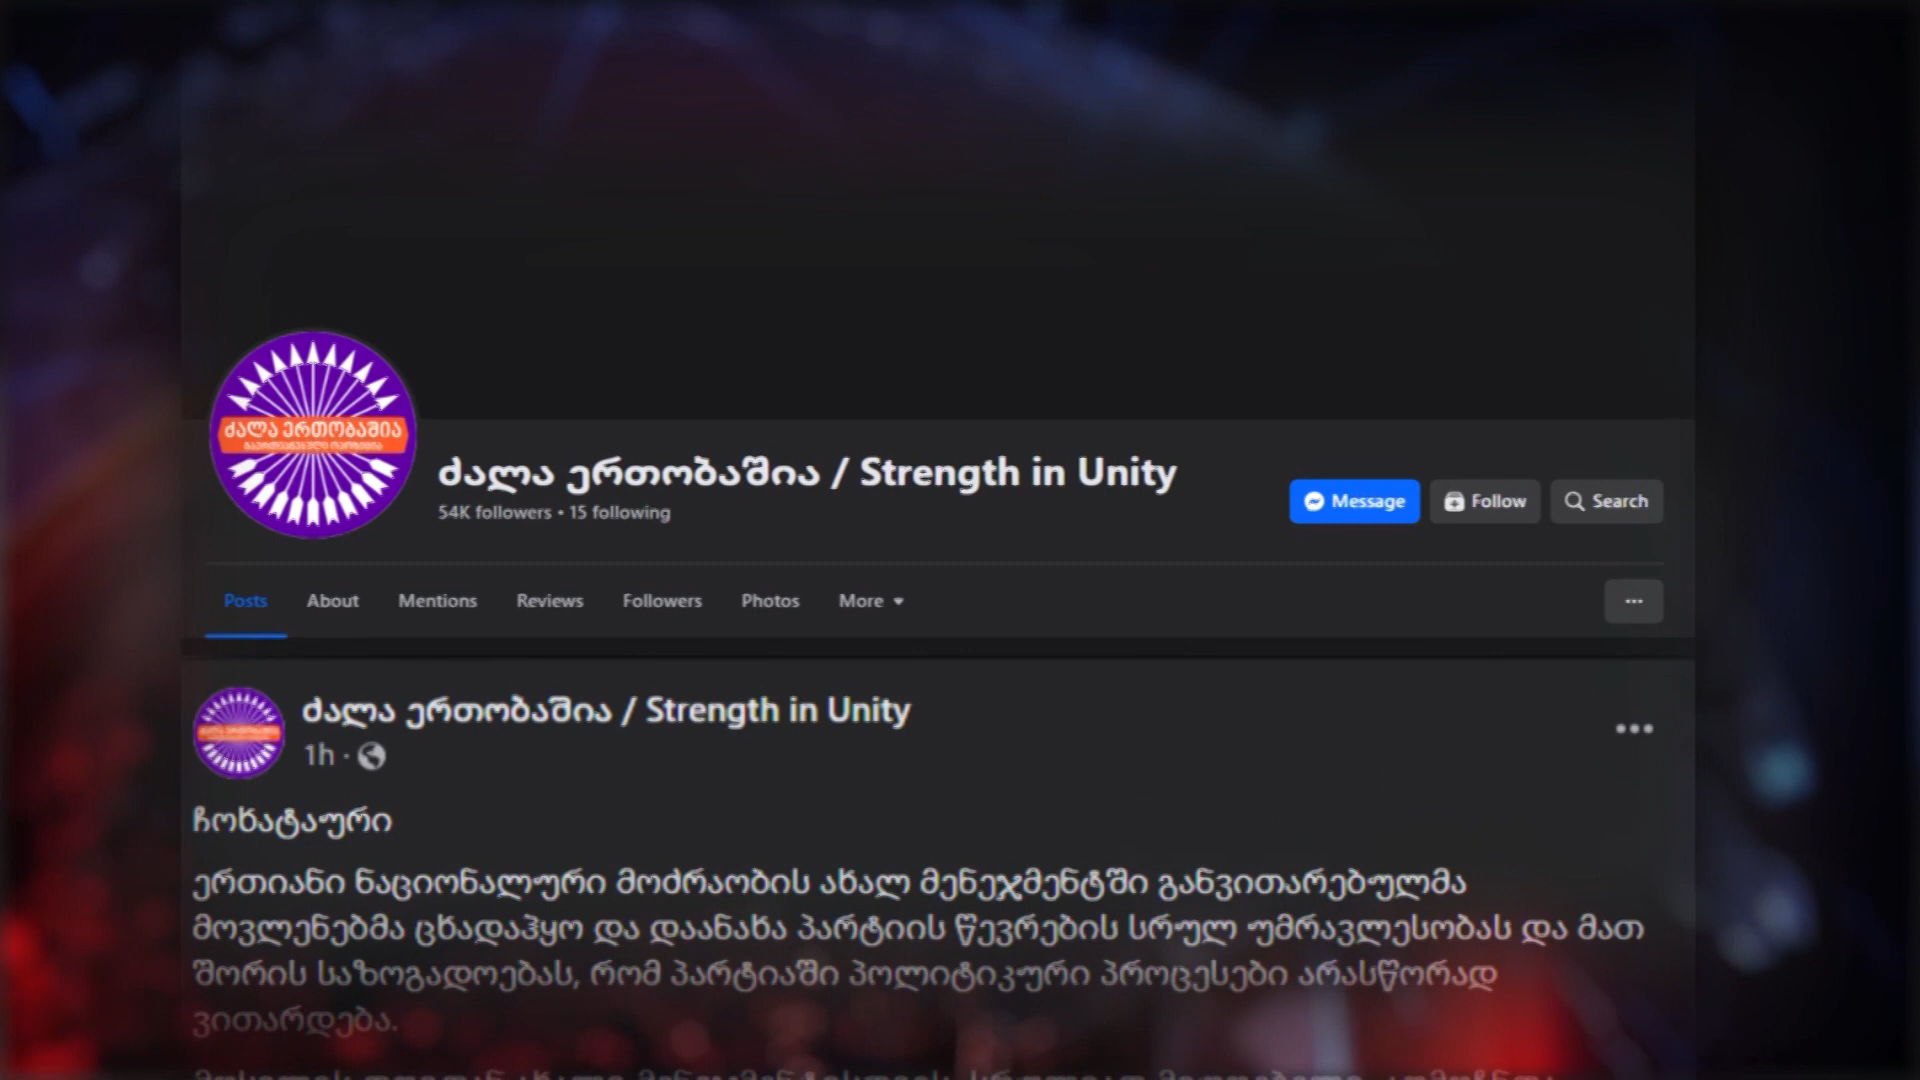 ძალა ერთობაშია
ძალა ერთობაშია / Strength in Unity
54K followers • 15 following
Message
Follow
Search
Posts
About
Mentions
Reviews
Followers
Photos
More
ძალა ერთობაშია / Strength in Unity
1h ·
ჩოხატაური
ერთიანი ნაციონალური მოძრაობის ახალ მენეჯმენტში განვითარებულმა
მოვლენებმა ცხადაჰყო და დაანახა პარტიის წევრების სრულ უმრავლესობას და მათ
შორის საზოგადოებას, რომ პარტიაში პოლიტიკური პროცესები არასწორად
ვითარდება.